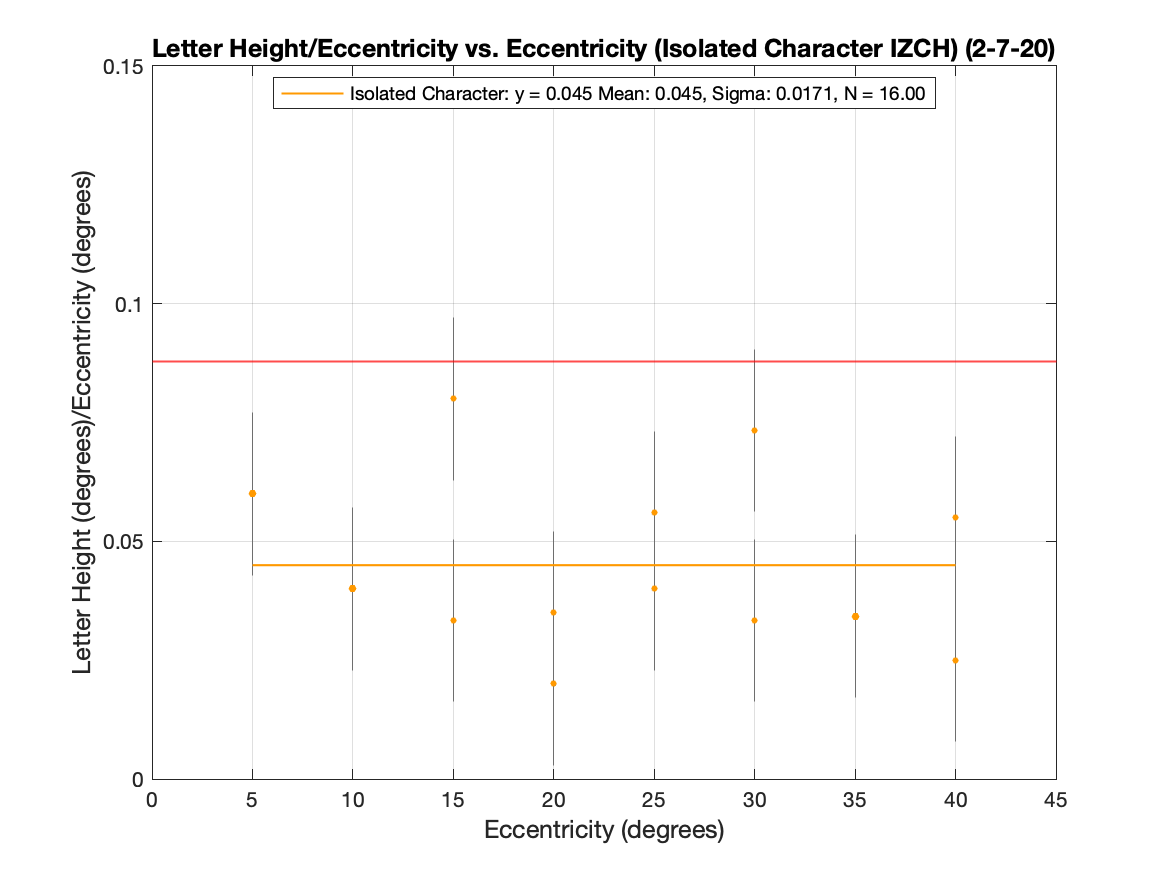 Letter Height/Eccentricity vs. Eccentricity (Isolated Character IZCH) (2-7-20)
Isolated Character: y = 0.045 Mean: 0.045, Sigma: 0.0171, N = 16.00
0.15
0.1
0.05
0
Letter Height (degrees)/Eccentricity (degrees)
0 5 10 15 20 25 30 35 40 45
Eccentricity (degrees)